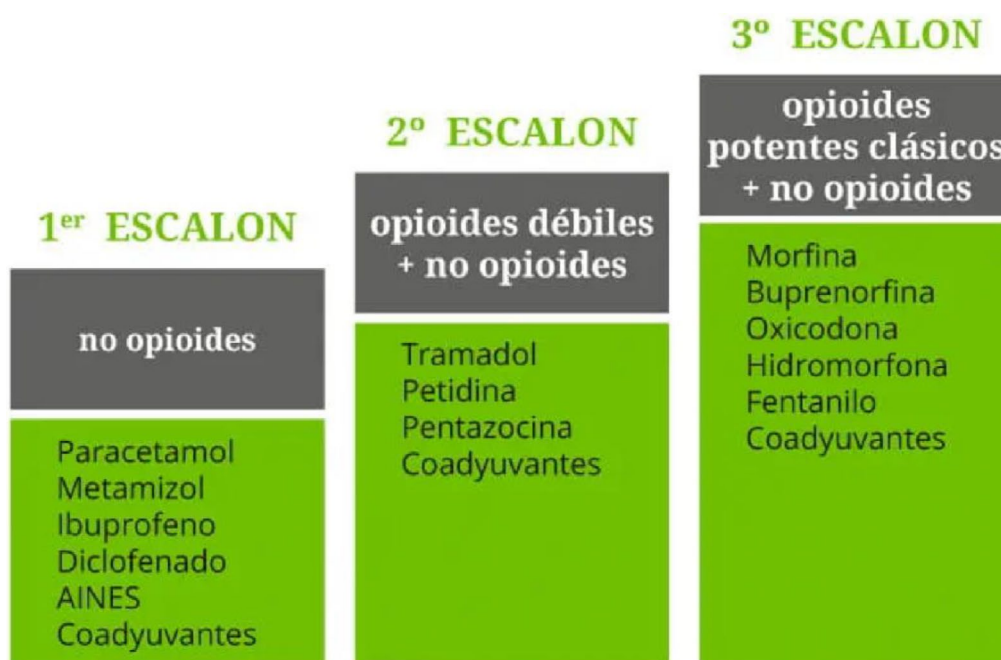 1er ESCALON
no opioides
Paracetamol
Metamizol
Ibuprofeno
Diclofenado
AINES
Coadyuvantes
2º ESCALON
opioides débiles
+ no opioides
Tramadol
Petidina
Pentazocina
Coadyuvantes
3º ESCALON
opioides
potentes clásicos
+ no opioides
Morfina
Buprenorfina
Oxicodona
Hidromorfona
Fentanilo
Coadyuvantes